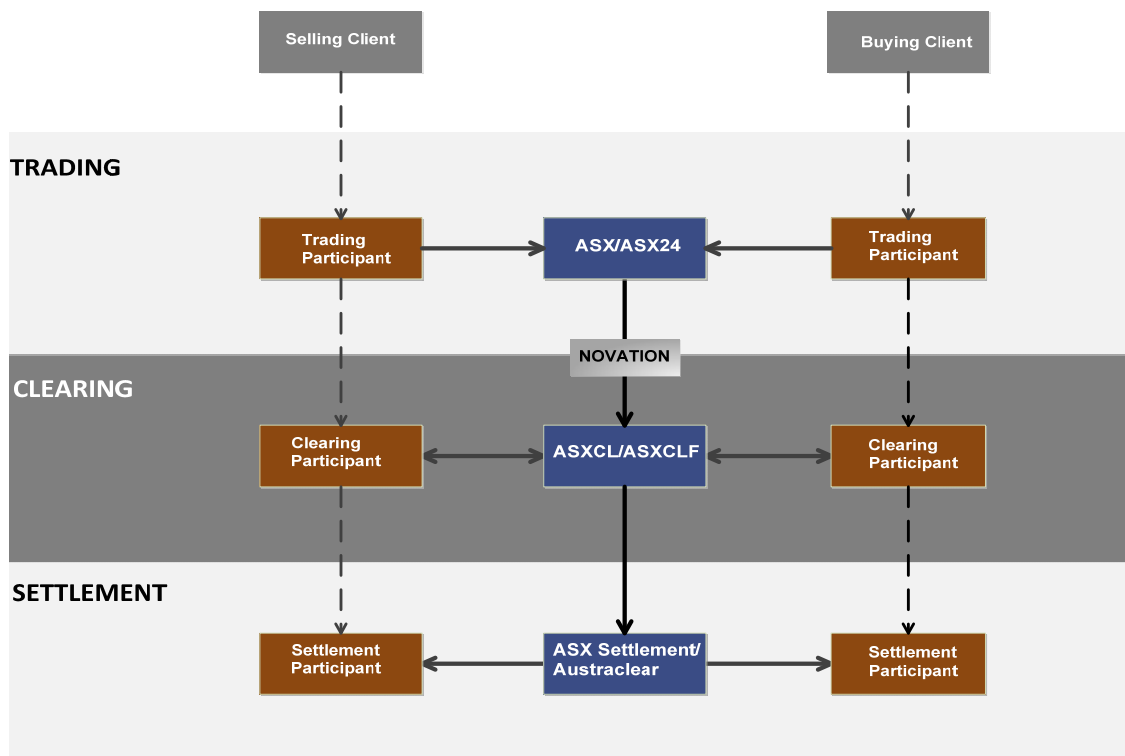 Selling Client
Buying Client
TRADING
Trading
Participant
ASX/ASX24
Trading
Participant
NOVATION
CLEARING
Clearing
Participant
ASXCL/ASXCLF
Clearing
Participant
SETTLEMENT
Settlement
Participant
ASX Settlement/
Austraclear
Settlement
Participant